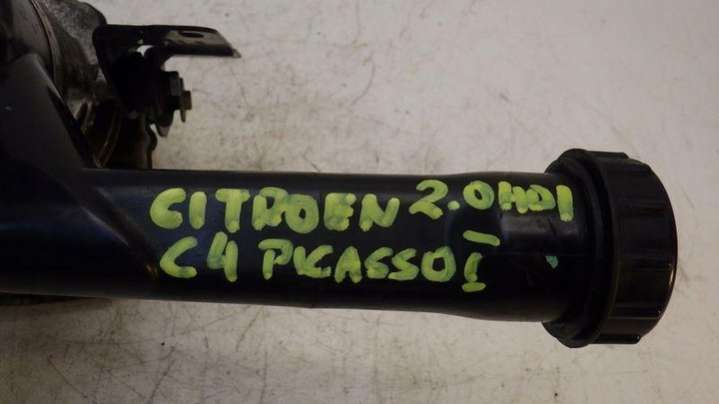 CITROEN 2.0HDI
C4 PICASSO I